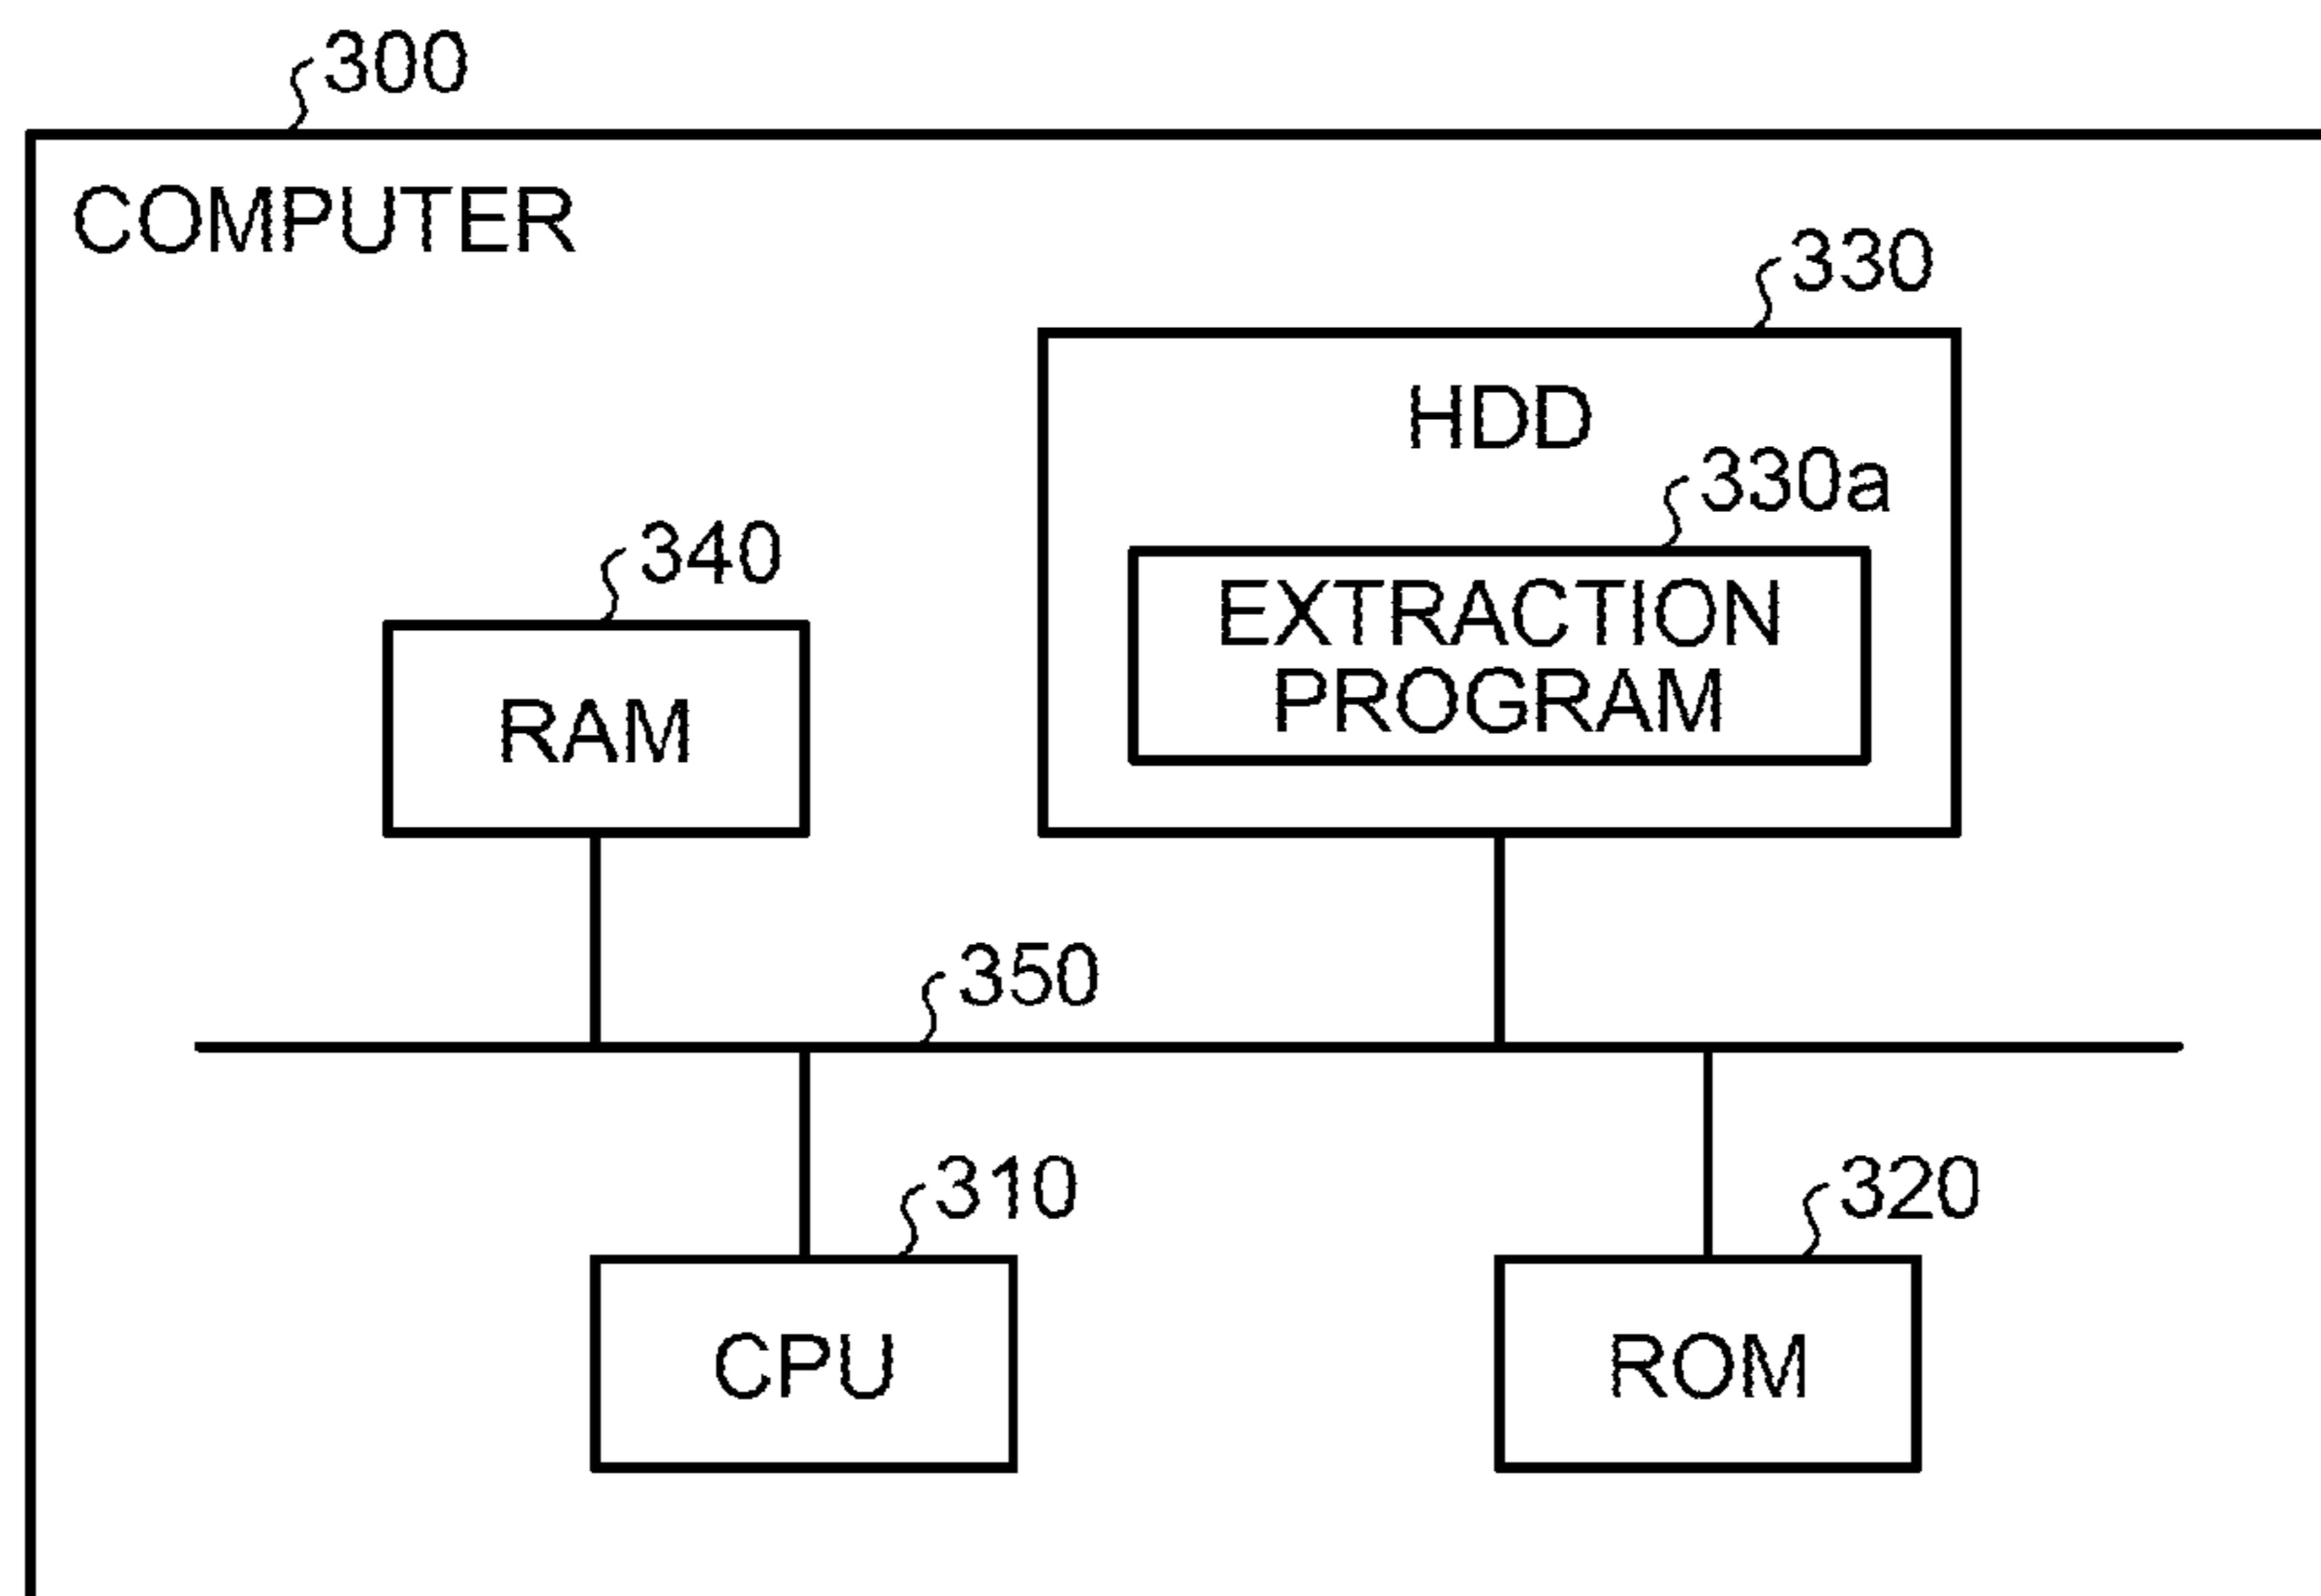 300
COMPUTER
330
HDD
330a
EXTRACTION
PROGRAM
340
RAM
350
310
CPU
320
ROM